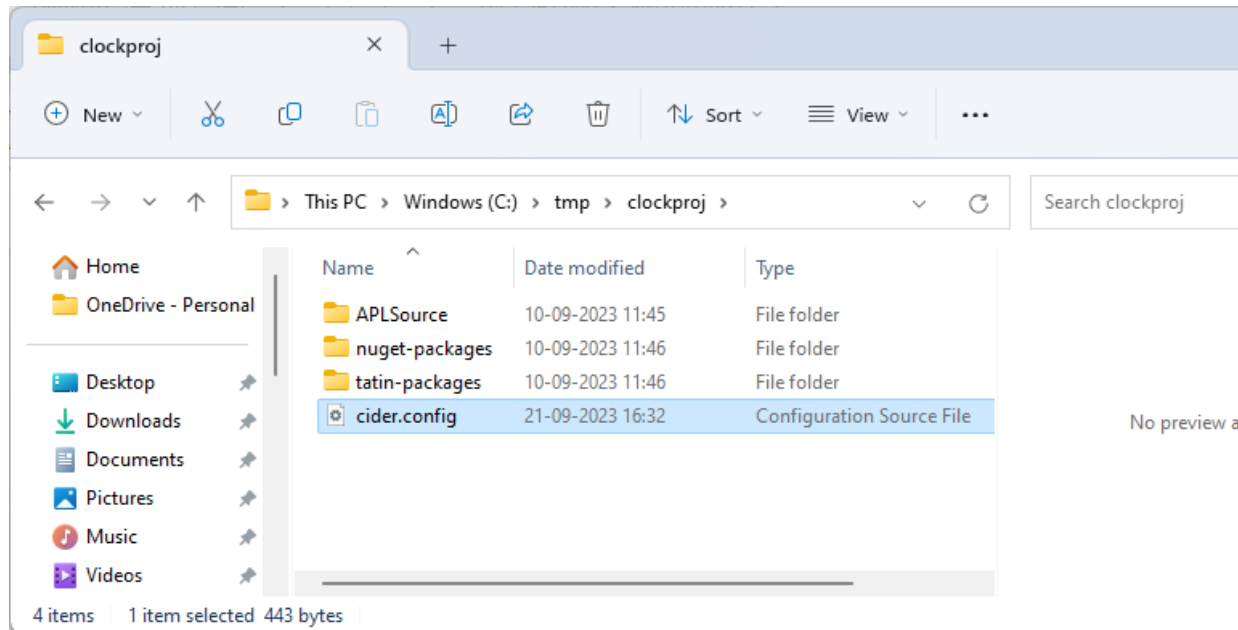 clockproj
New
Sort
View
This PC > Windows (C:) > tmp > clockproj >
Search clockproj
Home
OneDrive - Personal
Desktop
Downloads
Documents
Pictures
Music
Videos
Name Date modified Type
APLSource 10-09-2023 11:45 File folder
nuget-packages 10-09-2023 11:46 File folder
tatin-packages 10-09-2023 11:46 File folder
cider.config 21-09-2023 16:32 Configuration Source File
No preview a
4 items 1 item selected 443 bytes